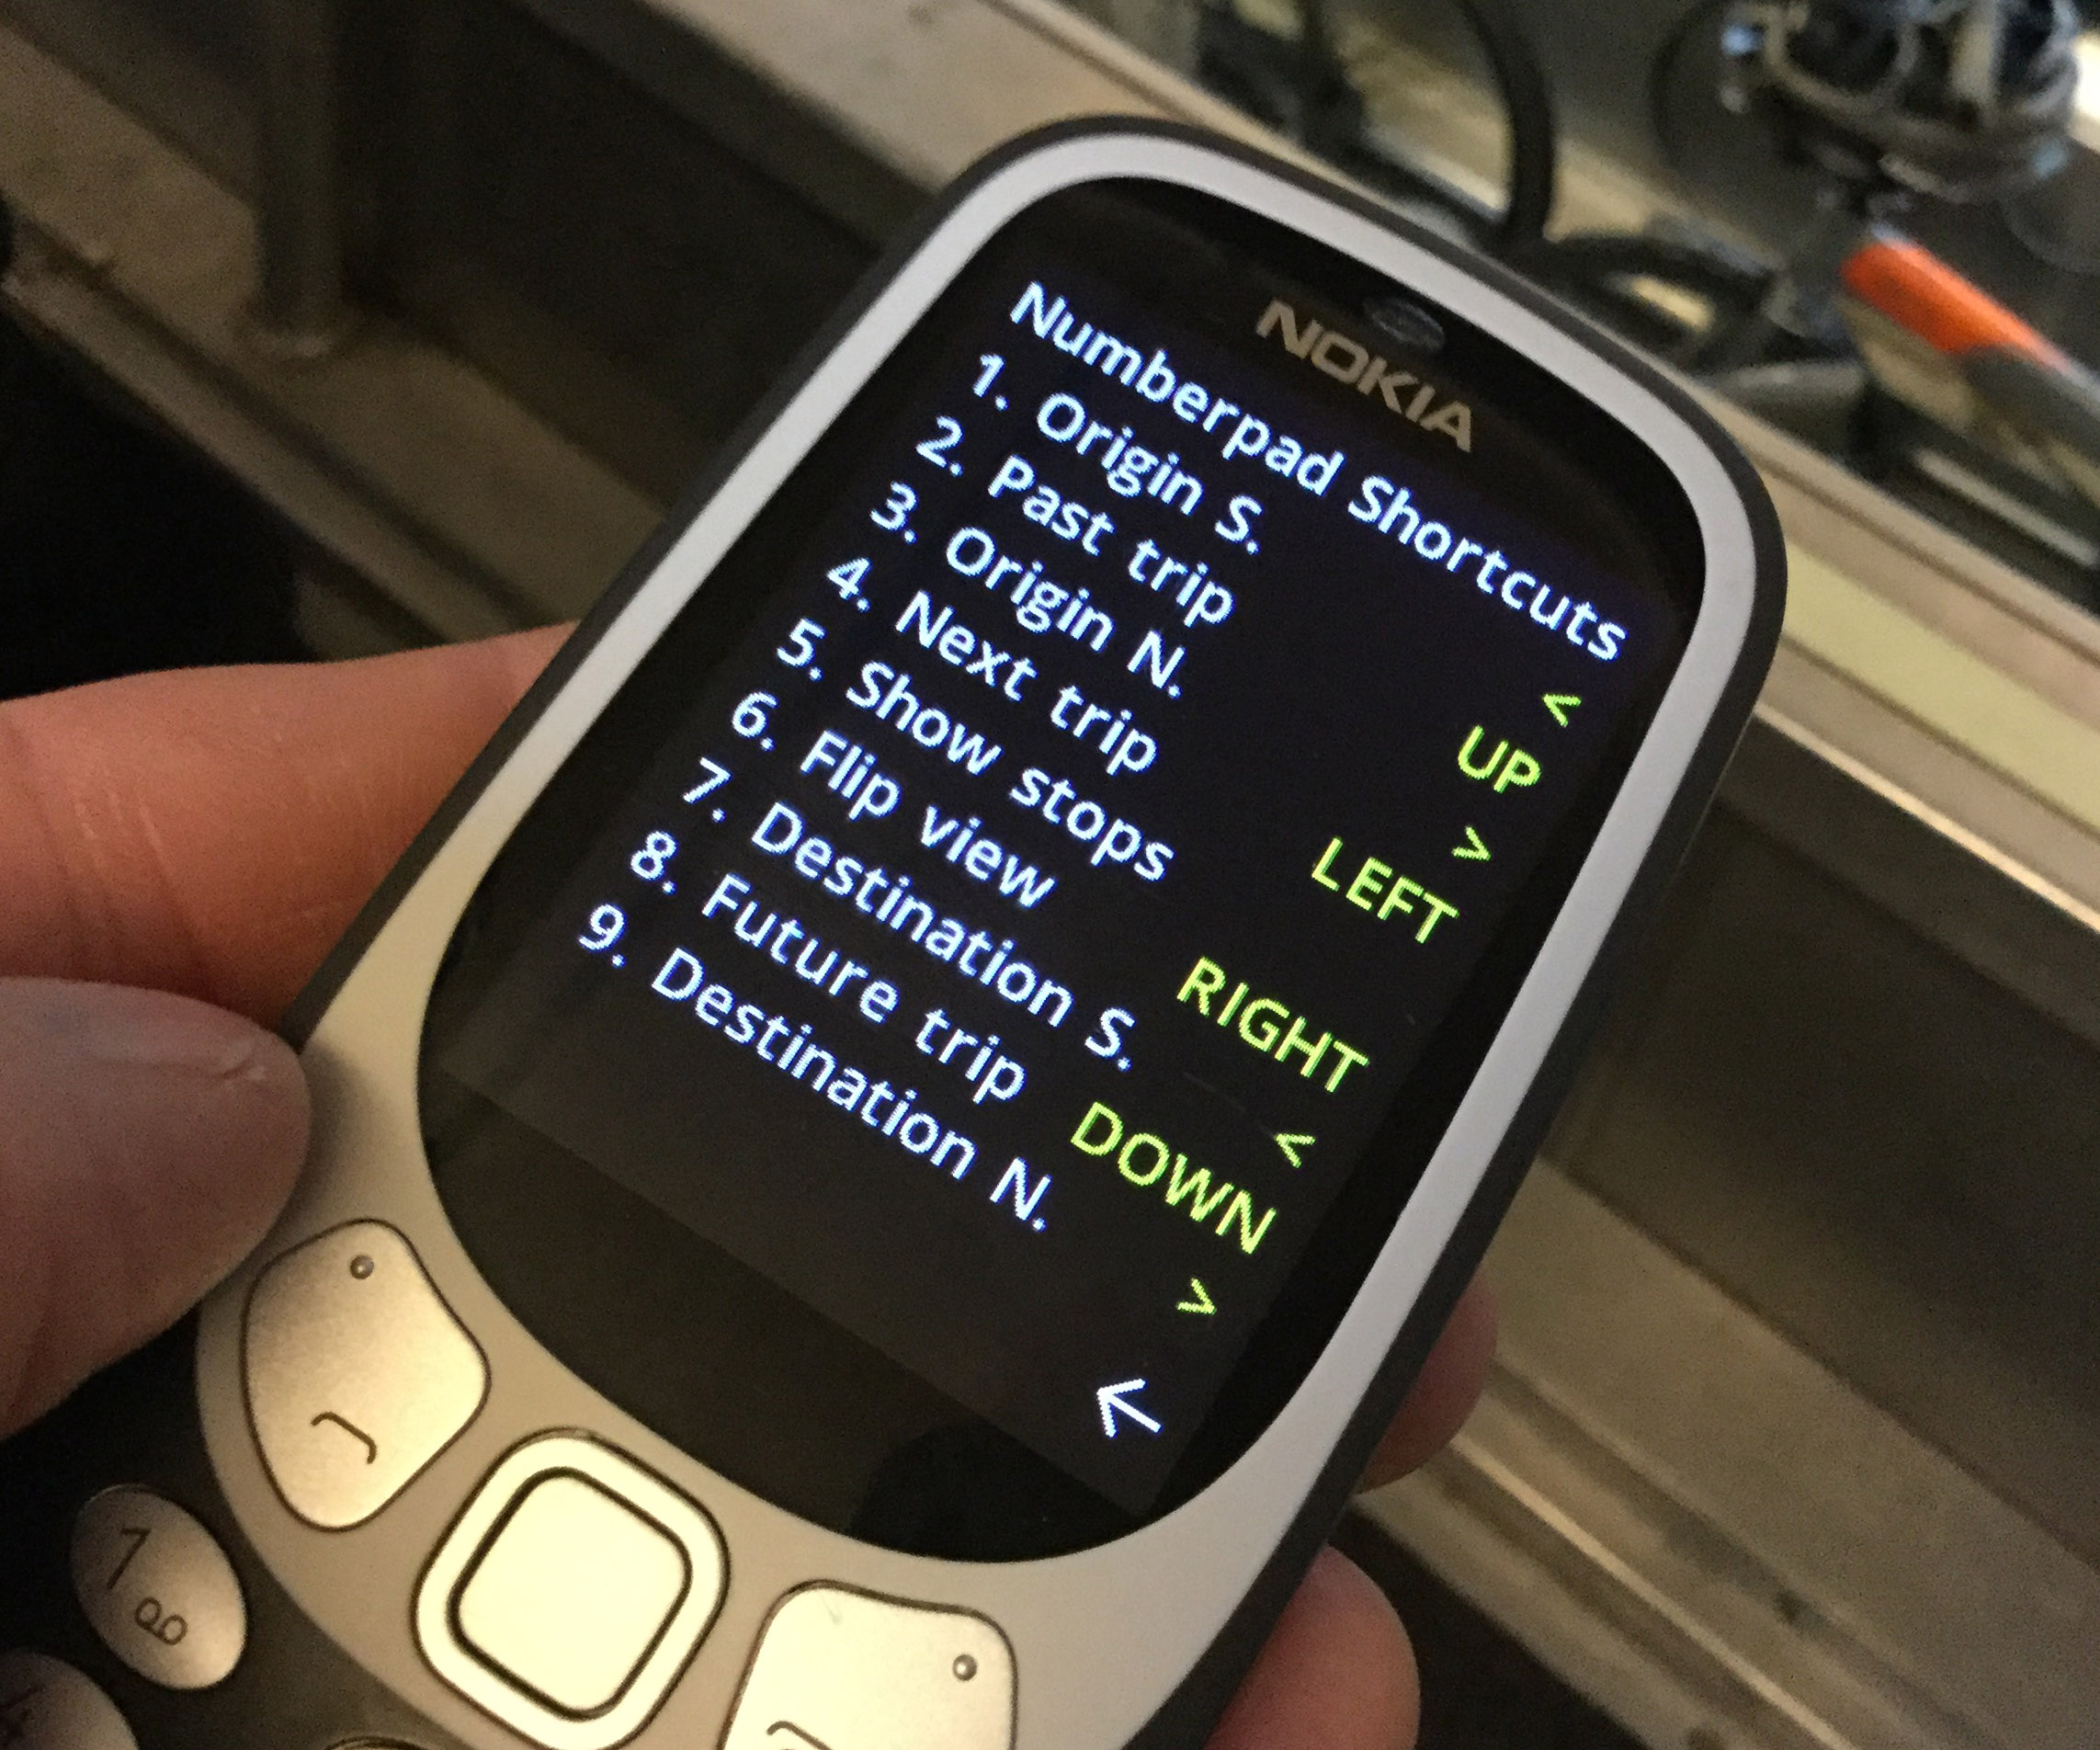 NOKIA
Numberpad Shortcuts
1. Origin S. <
2. Past trip UP
3. Origin N. >
4. Next trip LEFT
5. Show stops
6. Flip view RIGHT
7. Destination S. <
8. Future trip DOWN
9. Destination N. >
←
1